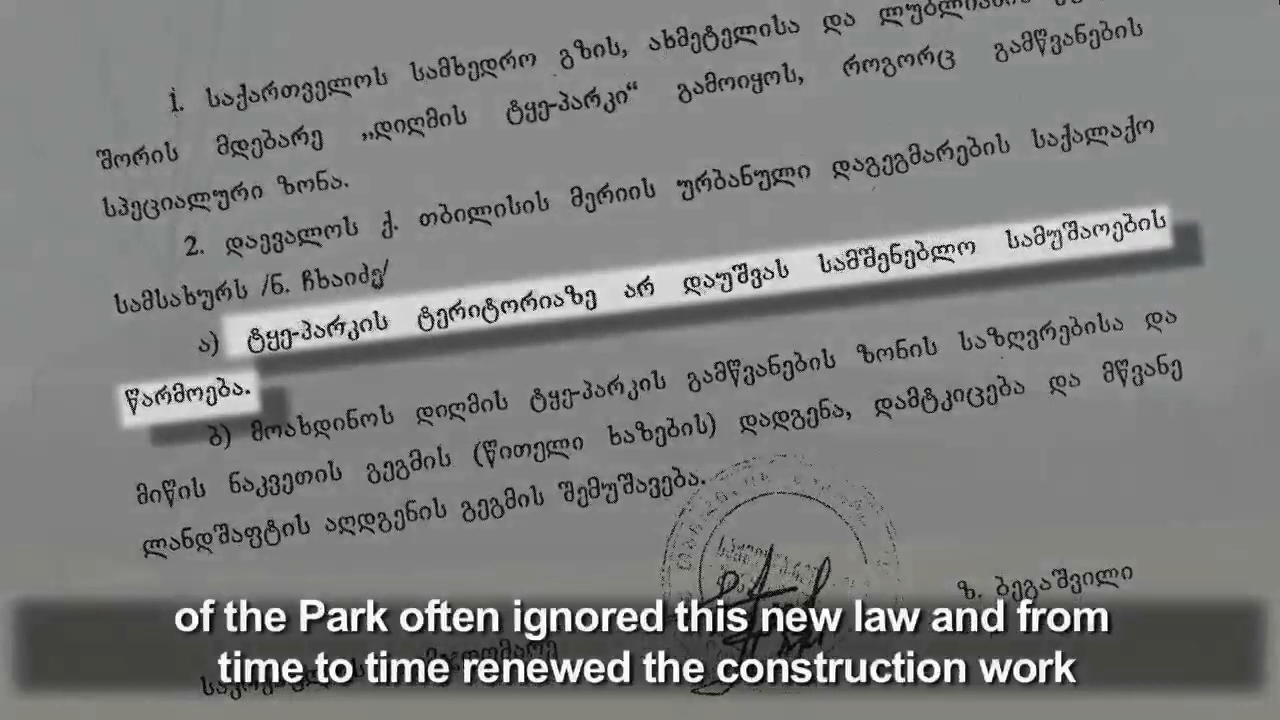 1. საქართველოს სამხედრო გზის, ახმეტელისა და ლუბლიანის
შორის მდებარე „დიღმის ტყე-პარკი“ გამოიყოს, როგორც გამწვანების
სპეციალური ზონა.
2. დაევალოს ქ. თბილისის მერიის ურბანული დაგეგმარების საქალაქო
სამსახურს /ნ. ჩხაიძე/
ა) ტყე-პარკის ტერიტორიაზე არ დაუშვას სამშენებლო სამუშაოების
წარმოება.
ბ) მოახდინოს დიღმის ტყე-პარკის გამწვანების ზონის საზღვრებისა და
მიწის ნაკვეთის გეგმის (წითელი ხაზების) დადგენა, დამტკიცება და მწვანე
ლანდშაფტის აღდგენის გეგმის შემუშავება.
ზ. ბეგაშვილი
of the Park often ignored this new law and from
time to time renewed the construction work